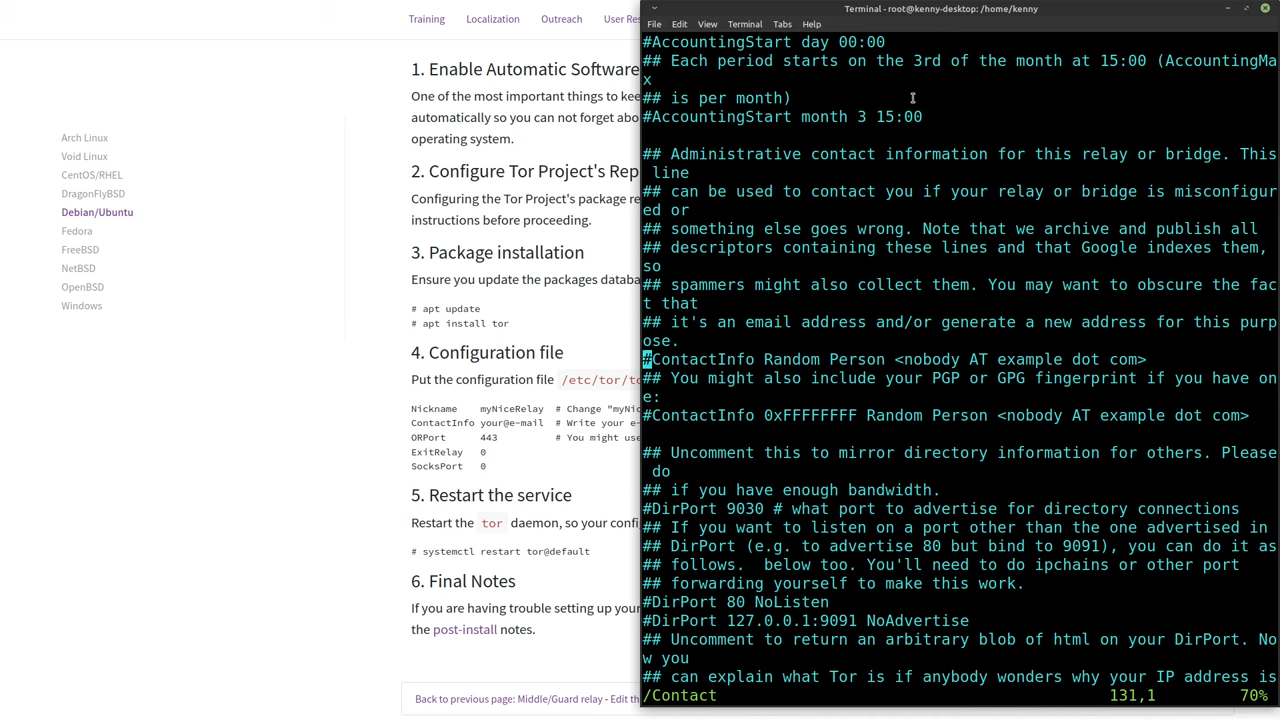 Training
Localization
Outreach
User Res
Arch Linux
Void Linux
CentOS/RHEL
DragonFlyBSD
Debian/Ubuntu
Fedora
FreeBSD
NetBSD
OpenBSD
Windows
1. Enable Automatic Software
One of the most important things to kee
automatically so you can not forget abo
operating system.
2. Configure Tor Project's Rep
Configuring the Tor Project's package re
instructions before proceeding.
3. Package installation
Ensure you update the packages databa
# apt update
# apt install tor
4. Configuration file
Put the configuration file /etc/tor/to
Nickname    myNiceRelay  # Change "myNic
ContactInfo your@e-mail  # Write your e-
ORPort      443          # You might use
ExitRelay   0
SocksPort   0
5. Restart the service
Restart the tor daemon, so your confi
# systemctl restart tor@default
6. Final Notes
If you are having trouble setting up your
the post-install notes.
Back to previous page: Middle/Guard relay - Edit th
Terminal - root@kenny-desktop: /home/kenny
File Edit View Terminal Tabs Help
#AccountingStart day 00:00
## Each period starts on the 3rd of the month at 15:00 (AccountingMa
x
## is per month)
#AccountingStart month 3 15:00
## Administrative contact information for this relay or bridge. This
line
## can be used to contact you if your relay or bridge is misconfigur
ed or
## something else goes wrong. Note that we archive and publish all
## descriptors containing these lines and that Google indexes them,
so
## spammers might also collect them. You may want to obscure the fac
t that
## it's an email address and/or generate a new address for this purp
ose.
#ContactInfo Random Person <nobody AT example dot com>
## You might also include your PGP or GPG fingerprint if you have on
e:
#ContactInfo 0xFFFFFFFF Random Person <nobody AT example dot com>
## Uncomment this to mirror directory information for others. Please
do
## if you have enough bandwidth.
#DirPort 9030 # what port to advertise for directory connections
## If you want to listen on a port other than the one advertised in
## DirPort (e.g. to advertise 80 but bind to 9091), you can do it as
## follows.  below too. You'll need to do ipchains or other port
## forwarding yourself to make this work.
#DirPort 80 NoListen
#DirPort 127.0.0.1:9091 NoAdvertise
## Uncomment to return an arbitrary blob of html on your DirPort. No
w you
## can explain what Tor is if anybody wonders why your IP address is
/Contact 131,1 70%